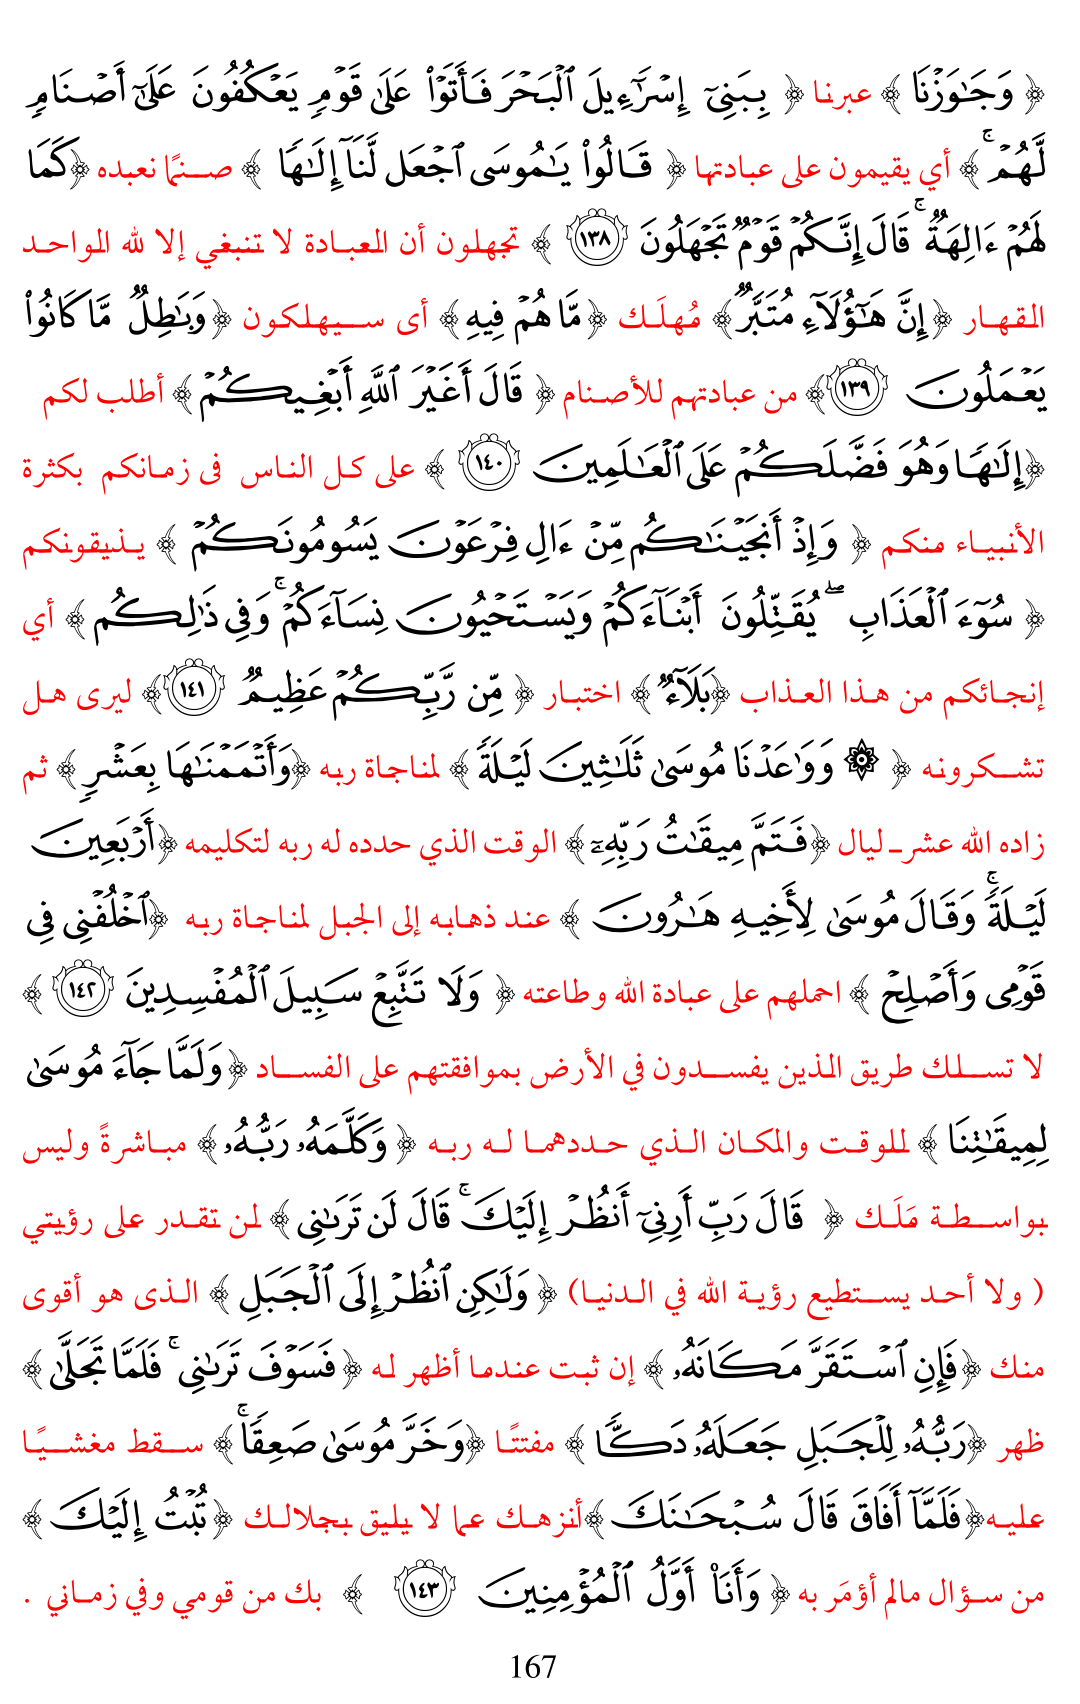 ﴿ وَجَٰوَزْنَا ﴾ عبرنا ﴿ بِبَنِىٓ إِسْرَٰٓءِيلَ ٱلْبَحْرَ فَأَتَوْا۟ عَلَىٰ قَوْمٍ يَعْكُفُونَ عَلَىٰٓ أَصْنَامٍ
لَّهُمْ ۚ ﴾ أي يقيمون على عبادتها ﴿ قَالُوا۟ يَٰمُوسَى ٱجْعَل لَّنَآ إِلَٰهًا ﴾ صنمًا نعبده ﴿ كَمَا
لَهُمْ ءَالِهَةٌ ۚ قَالَ إِنَّكُمْ قَوْمٌ تَجْهَلُونَ ١٣٨ ﴾ تجهلون أن العبادة لا تنبغي إلا لله الواحد
القهار ﴿ إِنَّ هَٰٓؤُلَآءِ مُتَبَّرٌ ﴾ مُهلَك ﴿ مَّا هُمْ فِيهِ ﴾ أى سيهلكون ﴿ وَبَٰطِلٌ مَّا كَانُوا۟
يَعْمَلُونَ ١٣٩ ﴾ من عبادتهم للأصنام ﴿ قَالَ أَغَيْرَ ٱللَّهِ أَبْغِيكُمْ ﴾ أطلب لكم
﴿ إِلَٰهًا وَهُوَ فَضَّلَكُمْ عَلَى ٱلْعَٰلَمِينَ ١٤٠ ﴾ على كل الناس فى زمانكم بكثرة
الأنبياء منكم ﴿ وَإِذْ أَنجَيْنَٰكُم مِّنْ ءَالِ فِرْعَوْنَ يَسُومُونَكُمْ ﴾ يذيقونكم
﴿ سُوٓءَ ٱلْعَذَابِ ۖ يُقَتِّلُونَ أَبْنَآءَكُمْ وَيَسْتَحْيُونَ نِسَآءَكُمْ ۚ وَفِى ذَٰلِكُم ﴾ أي
إنجائكم من هذا العذاب ﴿ بَلَآءٌ ﴾ اختبار ﴿ مِّن رَّبِّكُمْ عَظِيمٌ ١٤١ ﴾ ليرى هل
تشكرونه ﴿ ۞ وَوَٰعَدْنَا مُوسَىٰ ثَلَٰثِينَ لَيْلَةً ﴾ لمناجاة ربه ﴿ وَأَتْمَمْنَٰهَا بِعَشْرٍ ﴾ ثم
زاده الله عشر ليال ﴿ فَتَمَّ مِيقَٰتُ رَبِّهِۦٓ ﴾ الوقت الذي حدده له ربه لتكليمه ﴿ أَرْبَعِينَ
لَيْلَةً ۚ وَقَالَ مُوسَىٰ لِأَخِيهِ هَٰرُونَ ﴾ عند ذهابه إلى الجبل لمناجاة ربه ﴿ ٱخْلُفْنِى فِى
قَوْمِى وَأَصْلِحْ ﴾ احملهم على عبادة الله وطاعته ﴿ وَلَا تَتَّبِعْ سَبِيلَ ٱلْمُفْسِدِينَ ١٤٢ ﴾
لا تسلك طريق الذين يفسدون في الأرض بموافقتهم على الفساد ﴿ وَلَمَّا جَآءَ مُوسَىٰ
لِمِيقَٰتِنَا ﴾ للوقت والمكان الذي حددهما له ربه ﴿ وَكَلَّمَهُۥ رَبُّهُۥ ﴾ مباشرةً وليس
بواسطة مَلَك ﴿ قَالَ رَبِّ أَرِنِىٓ أَنظُرْ إِلَيْكَ ۚ قَالَ لَن تَرَىٰنِى ﴾ لن تقدر على رؤيتي
( ولا أحد يستطيع رؤية الله في الدنيا) ﴿ وَلَٰكِنِ ٱنظُرْ إِلَى ٱلْجَبَلِ ﴾ الذى هو أقوى
منك ﴿ فَإِنِ ٱسْتَقَرَّ مَكَانَهُۥ ﴾ إن ثبت عندما أظهر له ﴿ فَسَوْفَ تَرَىٰنِى ۚ فَلَمَّا تَجَلَّىٰ ﴾
ظهر ﴿ رَبُّهُۥ لِلْجَبَلِ جَعَلَهُۥ دَكًّا ﴾ مفتتًا ﴿ وَخَرَّ مُوسَىٰ صَعِقًا ۚ ﴾ سقط مغشيًا
عليه ﴿ فَلَمَّآ أَفَاقَ قَالَ سُبْحَٰنَكَ ﴾ أنزهك عما لا يليق بجلالك ﴿ تُبْتُ إِلَيْكَ ﴾
من سؤال مالم أؤمَر به ﴿ وَأَنَا۠ أَوَّلُ ٱلْمُؤْمِنِينَ ١٤٣ ﴾ بك من قومي وفي زماني .
167